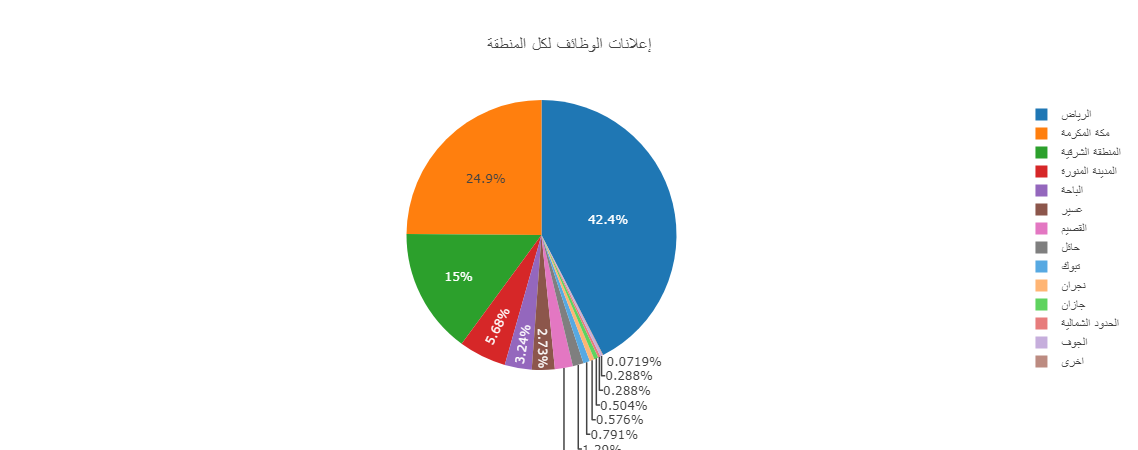 إعلانات الوظائف لكل المنطقة
42.4%
24.9%
15%
5.68%
3.24%
2.73%
0.0719%
0.288%
0.288%
0.504%
0.576%
0.791%
1.29%
الرياض
مكة المكرمة
المنطقة الشرقية
المدينة المنورة
الباحة
عسير
القصيم
حائل
تبوك
نجران
جازان
الحدود الشمالية
الجوف
اخرى